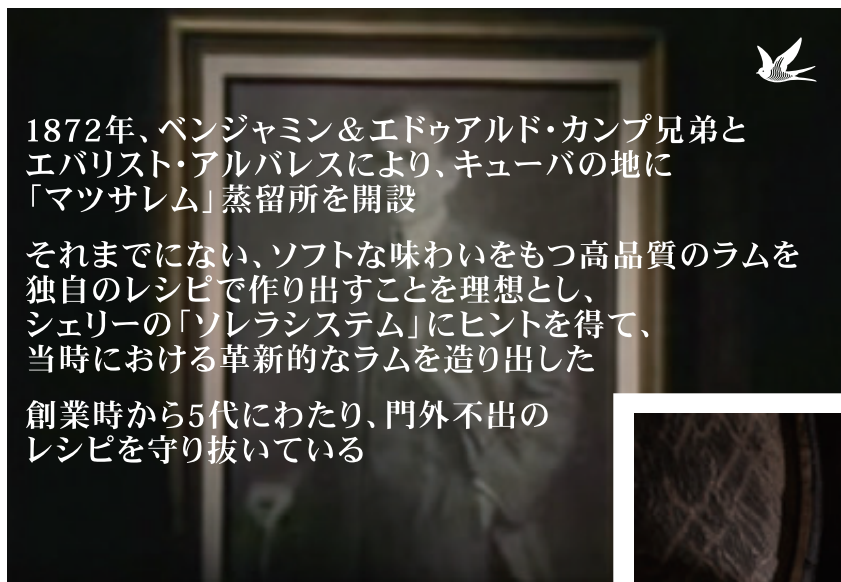 1872年、ベンジャミン＆エドゥアルド・カンプ兄弟と
エバリスト・アルバレスにより、キューバの地に
「マツサレム」蒸留所を開設
それまでにない、ソフトな味わいをもつ高品質のラムを
独自のレシピで作り出すことを理想とし、
シェリーの「ソレラシステム」にヒントを得て、
当時における革新的なラムを造り出した
創業時から5代にわたり、門外不出の
レシピを守り抜いている